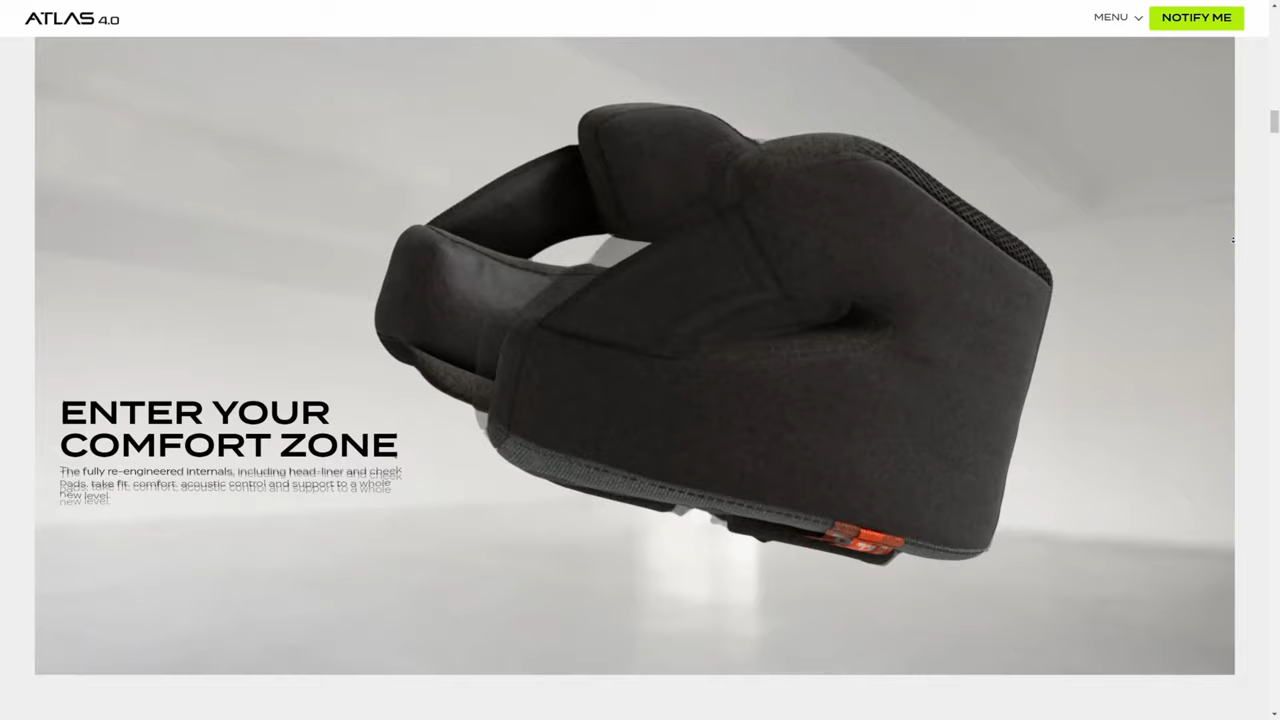 ATLAS 4.0
MENU
NOTIFY ME
ENTER YOUR
COMFORT ZONE
The fully re-engineered internals, including head-liner and cheek
pads, take fit, comfort, acoustic control and support to a whole
new level.